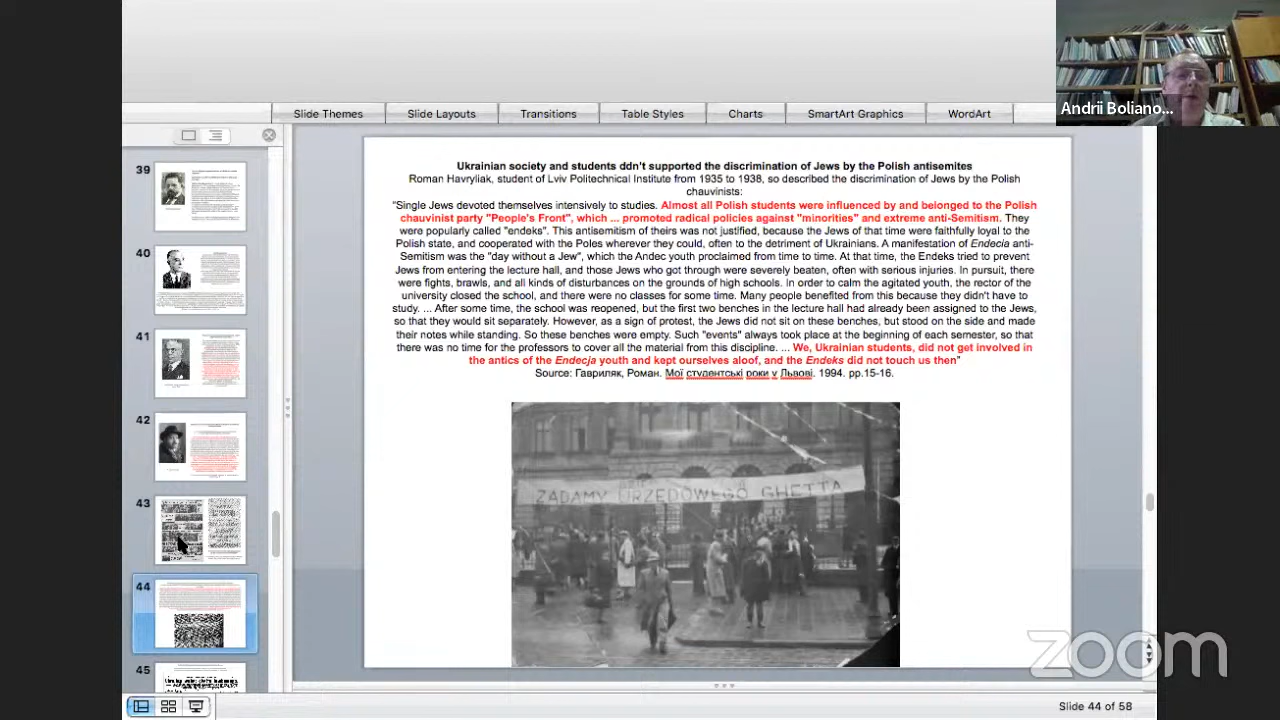 Andrii Boliano...
Slide Themes
Slide Layouts
Transitions
Table Styles
Charts
SmartArt Graphics
WordArt
39
40
41
42
43
44
45
Ukrainian society and students ddn't supported the discrimination of Jews by the Polish antisemites
Roman Havryliak, student of Lviv Politechnical Institute from 1935 to 1938, so described the discrimination of Jews by the Polish
chauvinists:
"Single Jews devoted themselves intensively to studies. Almost all Polish students were influenced by and belonged to the Polish
chauvinist party "People's Front", which ... promoted radical policies against "minorities" and extreme anti-Semitism. They
were popularly called "endeks". This antisemitism of theirs was not justified, because the Jews of that time were faithfully loyal to the
Polish state, and cooperated with the Poles wherever they could, often to the detriment of Ukrainians. A manifestation of Endecia anti-
Semitism was the "day without a Jew", which the Andec youth proclaimed from time to time. At that time, the Endeks tried to prevent
Jews from entering the lecture hall, and those Jews who got through were severely beaten, often with serious injuries. In pursuit, there
were fights, brawls, and all kinds of disturbances on the grounds of high schools. In order to calm the agitated youth, the rector of the
university closed the school, and there were no classes for some time. Many people benefited from this because they didn't have to
study. ... After some time, the school was reopened, but the first two benches in the lecture hall had already been assigned to the Jews,
so that they would sit separately. However, as a sign of protest, the Jews did not sit on these benches, but stood on the side and made
their notes while standing. So these benches were empty. Such "events" always took place at the beginning of each semester, so that
there was no time for the professors to cover all the material from this discipline. ... We, Ukrainian students, did not get involved in
the antics of the Endecja youth and kept ourselves aloof, and the Endeks did not touch us then"
Source: Гавриляк, Роман. Мої студентські роки у Львові. 1994. pp.15-16.
ŻĄDAMY URZĘDOWEGO GHETTA
zoom
Slide 44 of 58